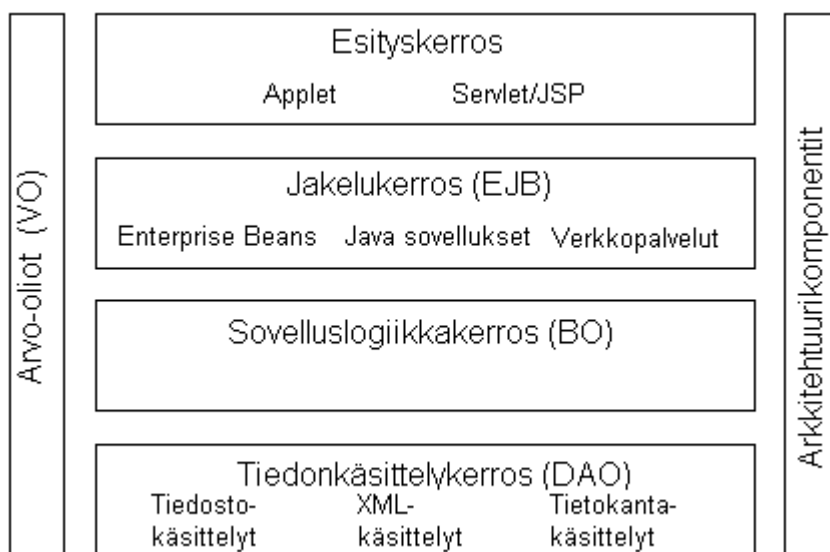 Arvo-oliot (VO)
Esityskerros
Applet Servlet/JSP
Jakelukerros (EJB)
Enterprise Beans Java sovellukset Verkkopalvelut
Sovelluslogiikkakerros (BO)
Tiedonkäsittelykerros (DAO)
Tiedosto- XML- Tietokanta-
käsittelyt käsittelyt käsittelyt
Arkkitehtuurikomponentit